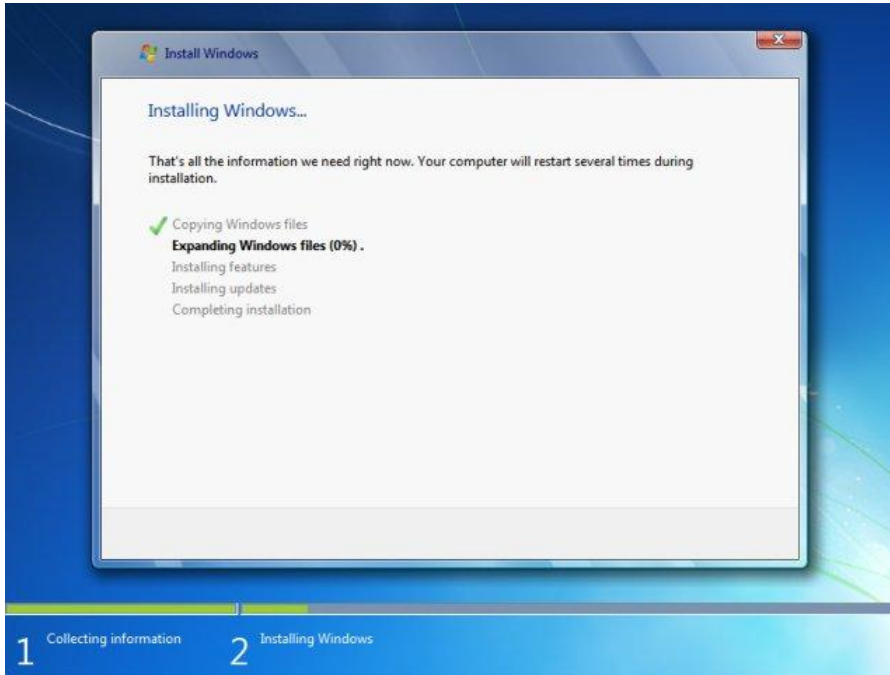 Install Windows
Installing Windows...
That's all the information we need right now. Your computer will restart several times during
installation.
Copying Windows files
Expanding Windows files (0%) .
Installing features
Installing updates
Completing installation
1 Collecting information
2 Installing Windows